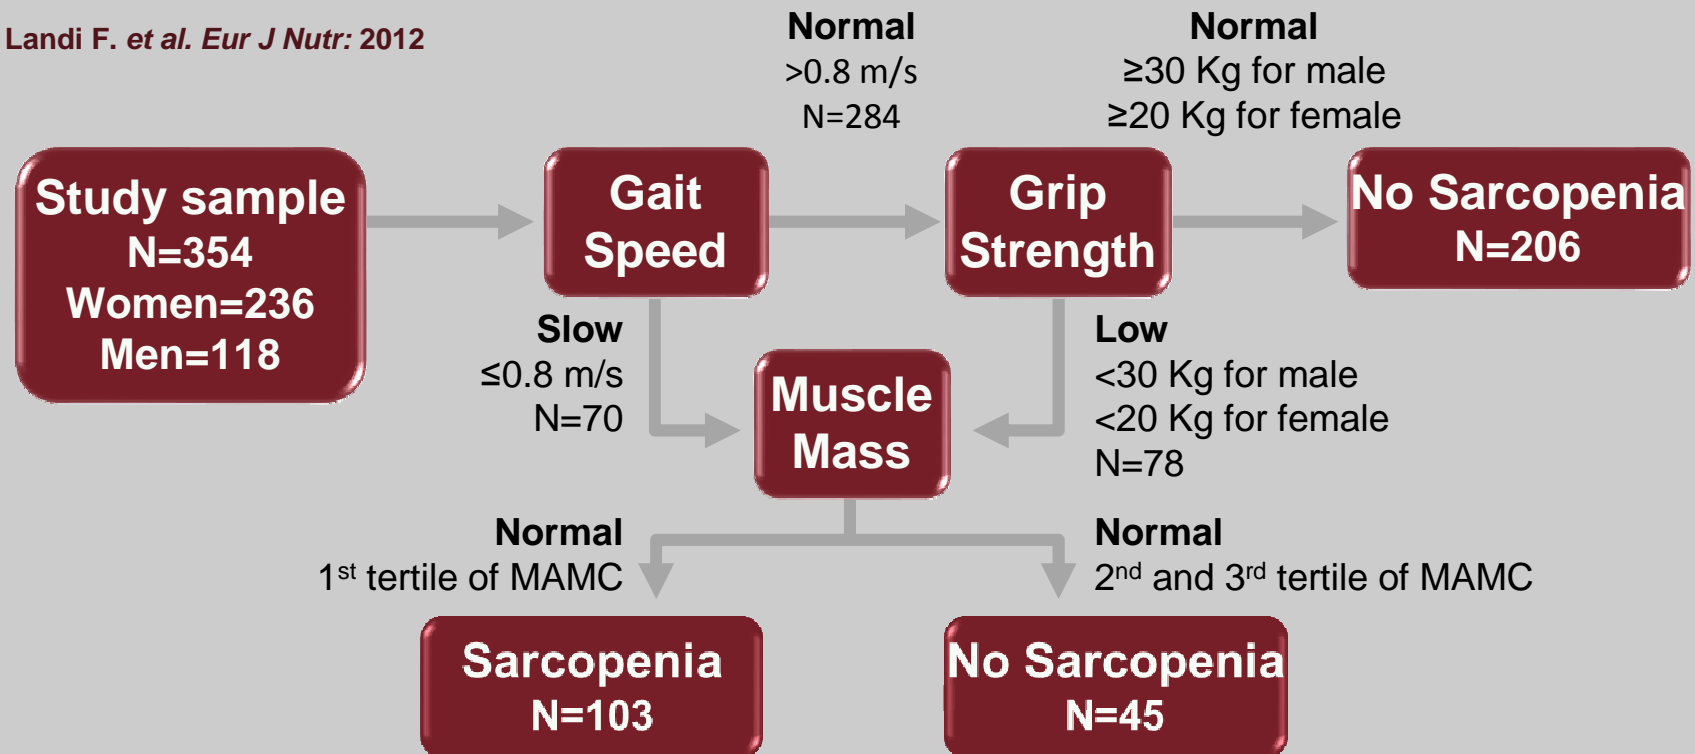 Landi F. et al. Eur J Nutr: 2012
Normal
>0.8 m/s
N=284
Normal
≥30 Kg for male
≥20 Kg for female
Study sample
N=354
Women=236
Men=118
Gait
Speed
Grip
Strength
No Sarcopenia
N=206
Slow
≤0.8 m/s
N=70
Muscle
Mass
Low
<30 Kg for male
<20 Kg for female
N=78
Normal
1st tertile of MAMC
Normal
2nd and 3rd tertile of MAMC
Sarcopenia
N=103
No Sarcopenia
N=45